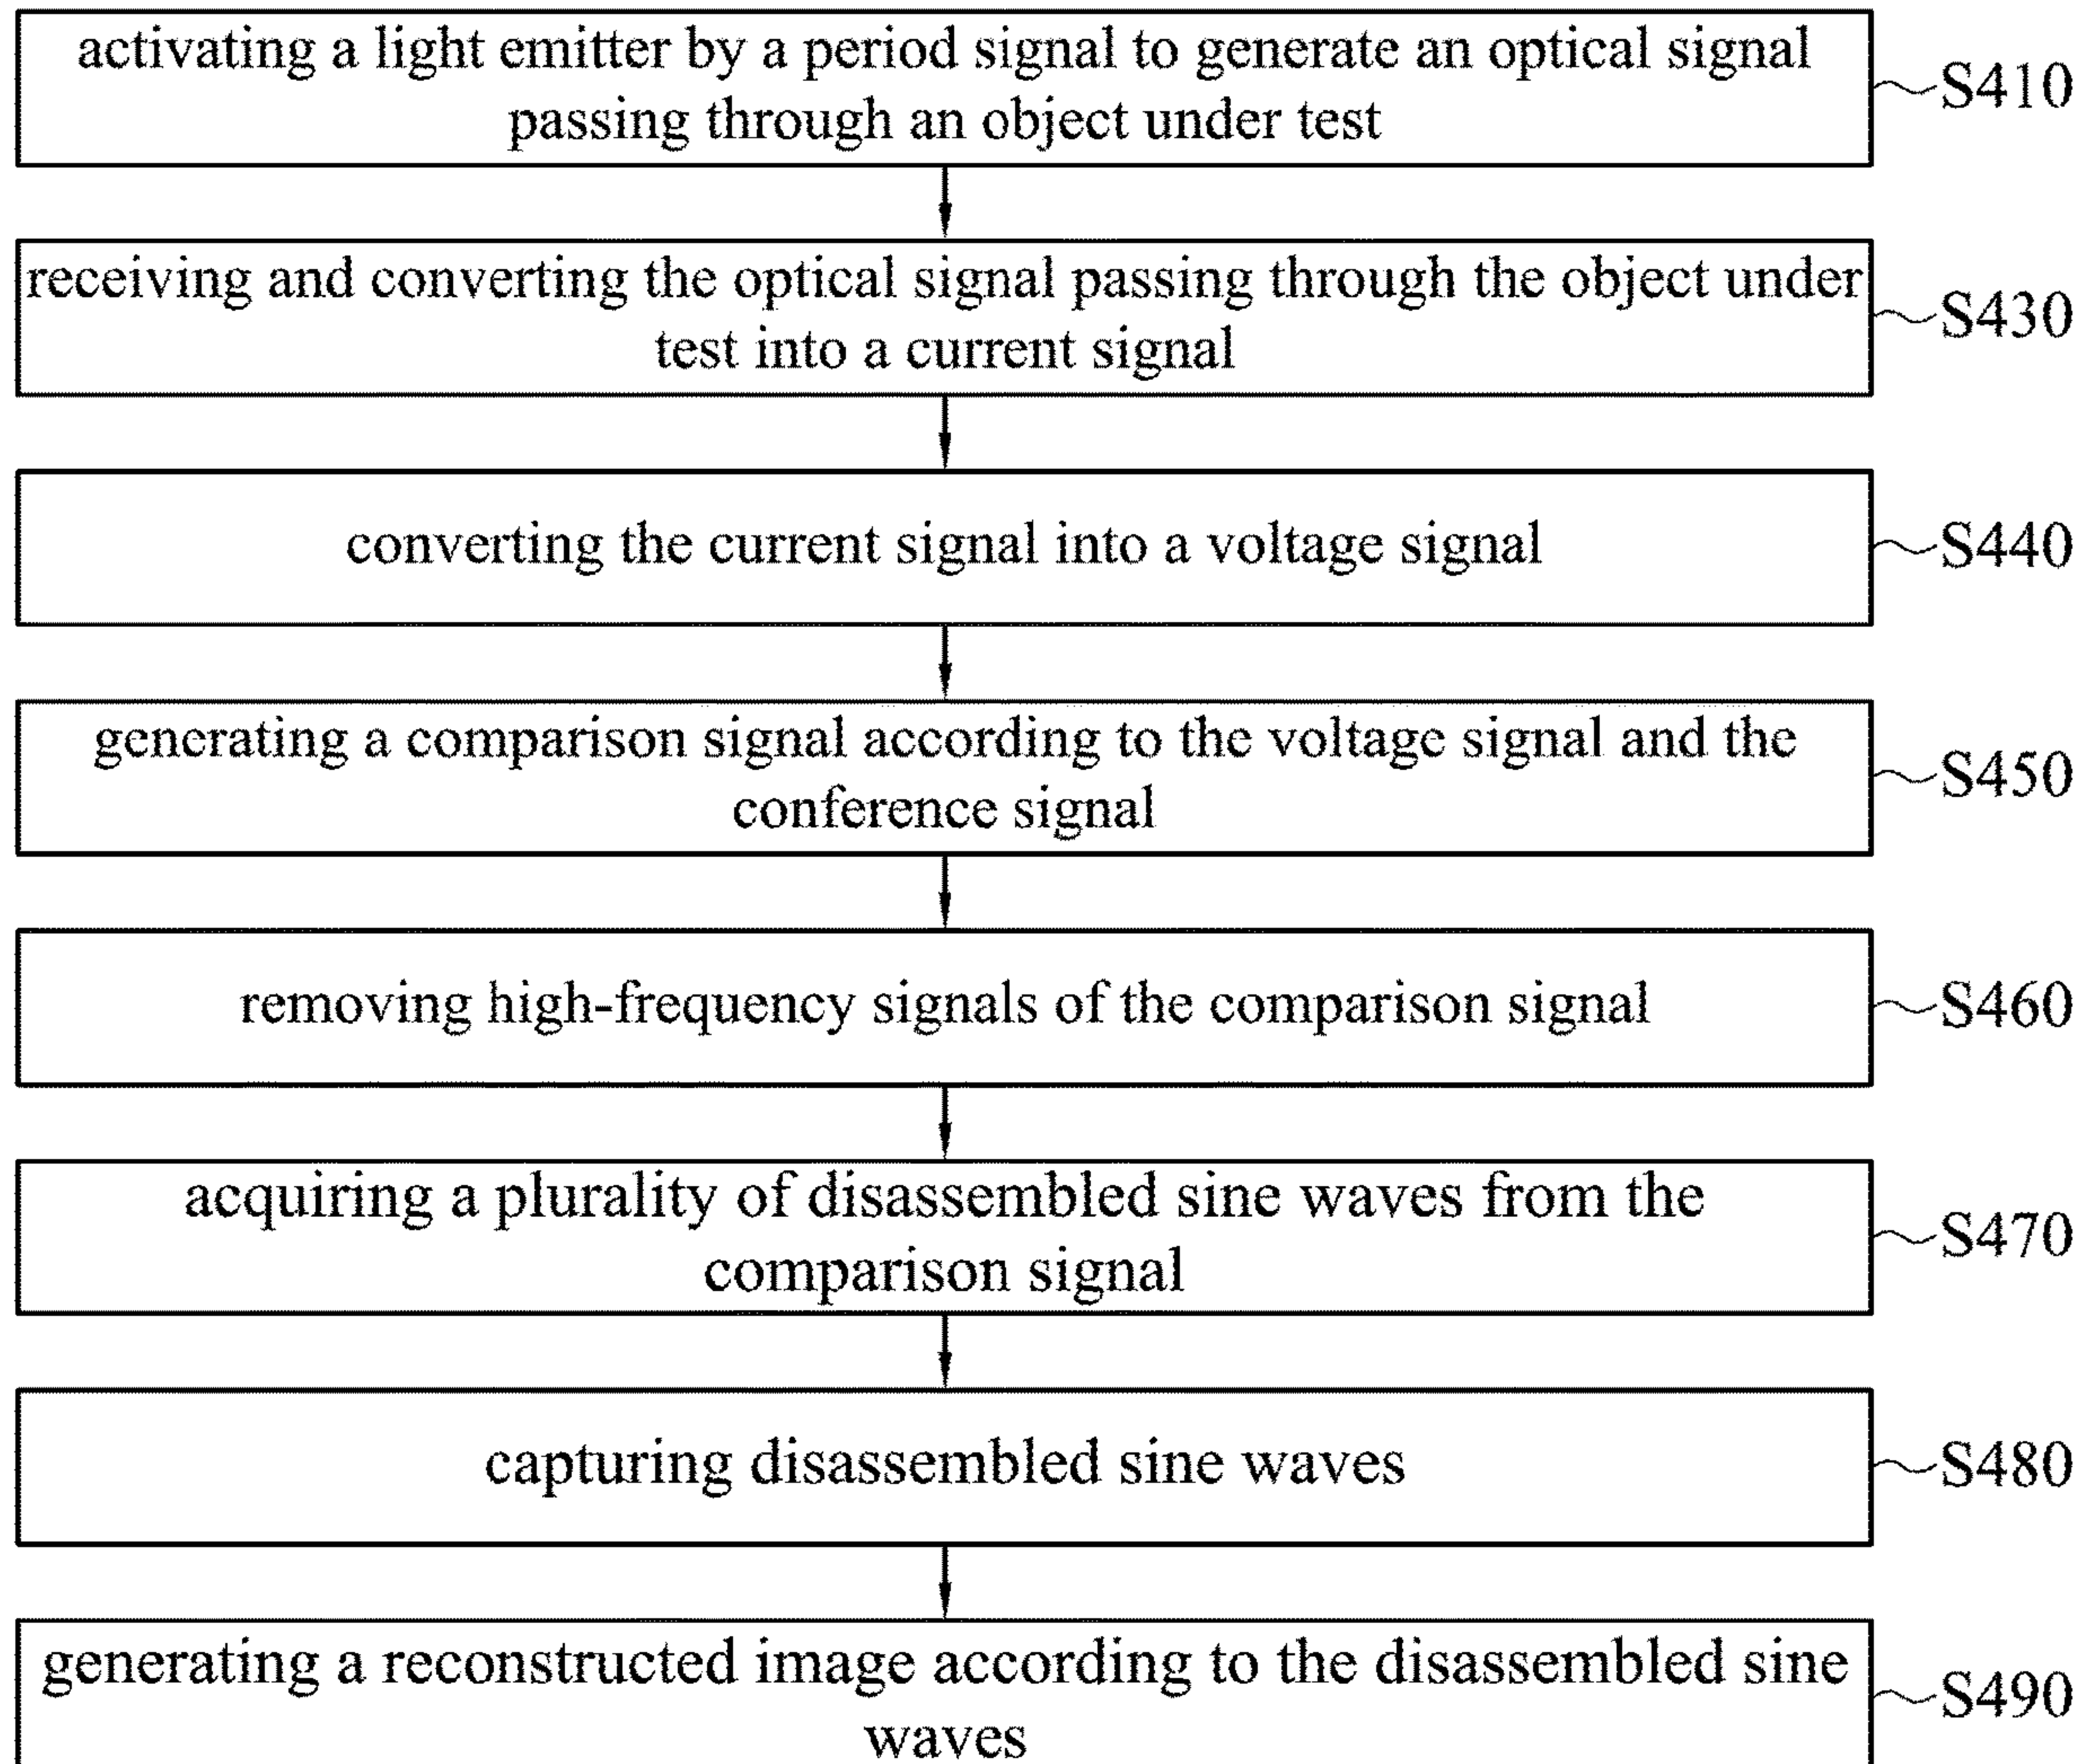 activating a light emitter by a period signal to generate an optical signal
passing through an object under test
S410
receiving and converting the optical signal passing through the object under
test into a current signal
S430
converting the current signal into a voltage signal
S440
generating a comparison signal according to the voltage signal and the
conference signal
S450
removing high-frequency signals of the comparison signal
S460
acquiring a plurality of disassembled sine waves from the
comparison signal
S470
capturing disassembled sine waves
S480
generating a reconstructed image according to the disassembled sine
waves
S490